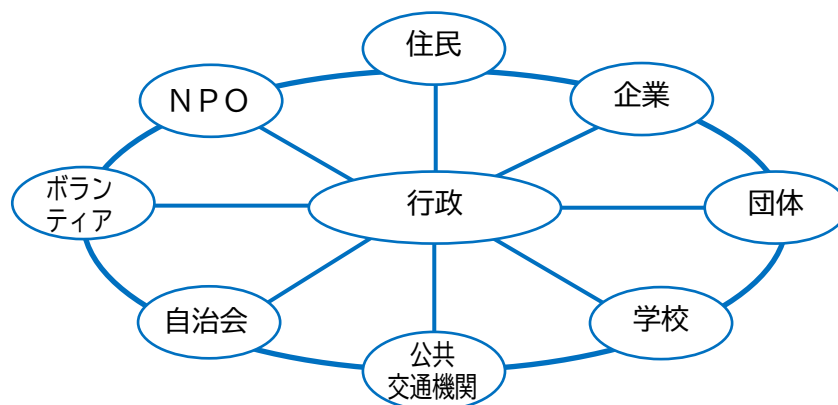 住民
ＮＰＯ
企業
ボラン
ティア
行政
団体
自治会
学校
公共
交通機関